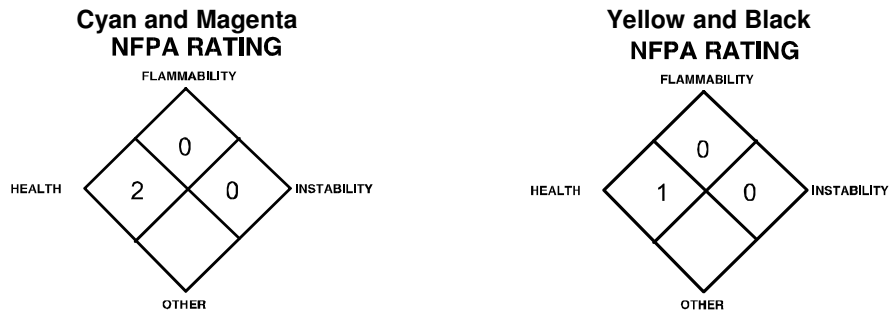 Cyan and Magenta
NFPA RATING
FLAMMABILITY
0
HEALTH 2 0 INSTABILITY
OTHER
Yellow and Black
NFPA RATING
FLAMMABILITY
0
HEALTH 1 0 INSTABILITY
OTHER